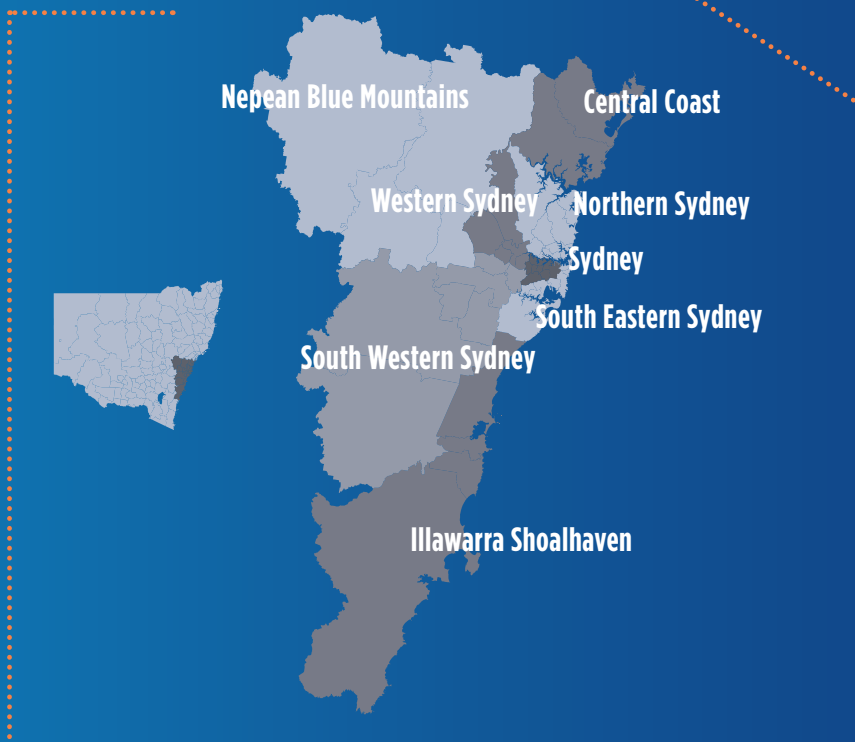 Nepean Blue Mountains
Central Coast
Western Sydney
Northern Sydney
Sydney
South Eastern Sydney
South Western Sydney
Illawarra Shoalhaven